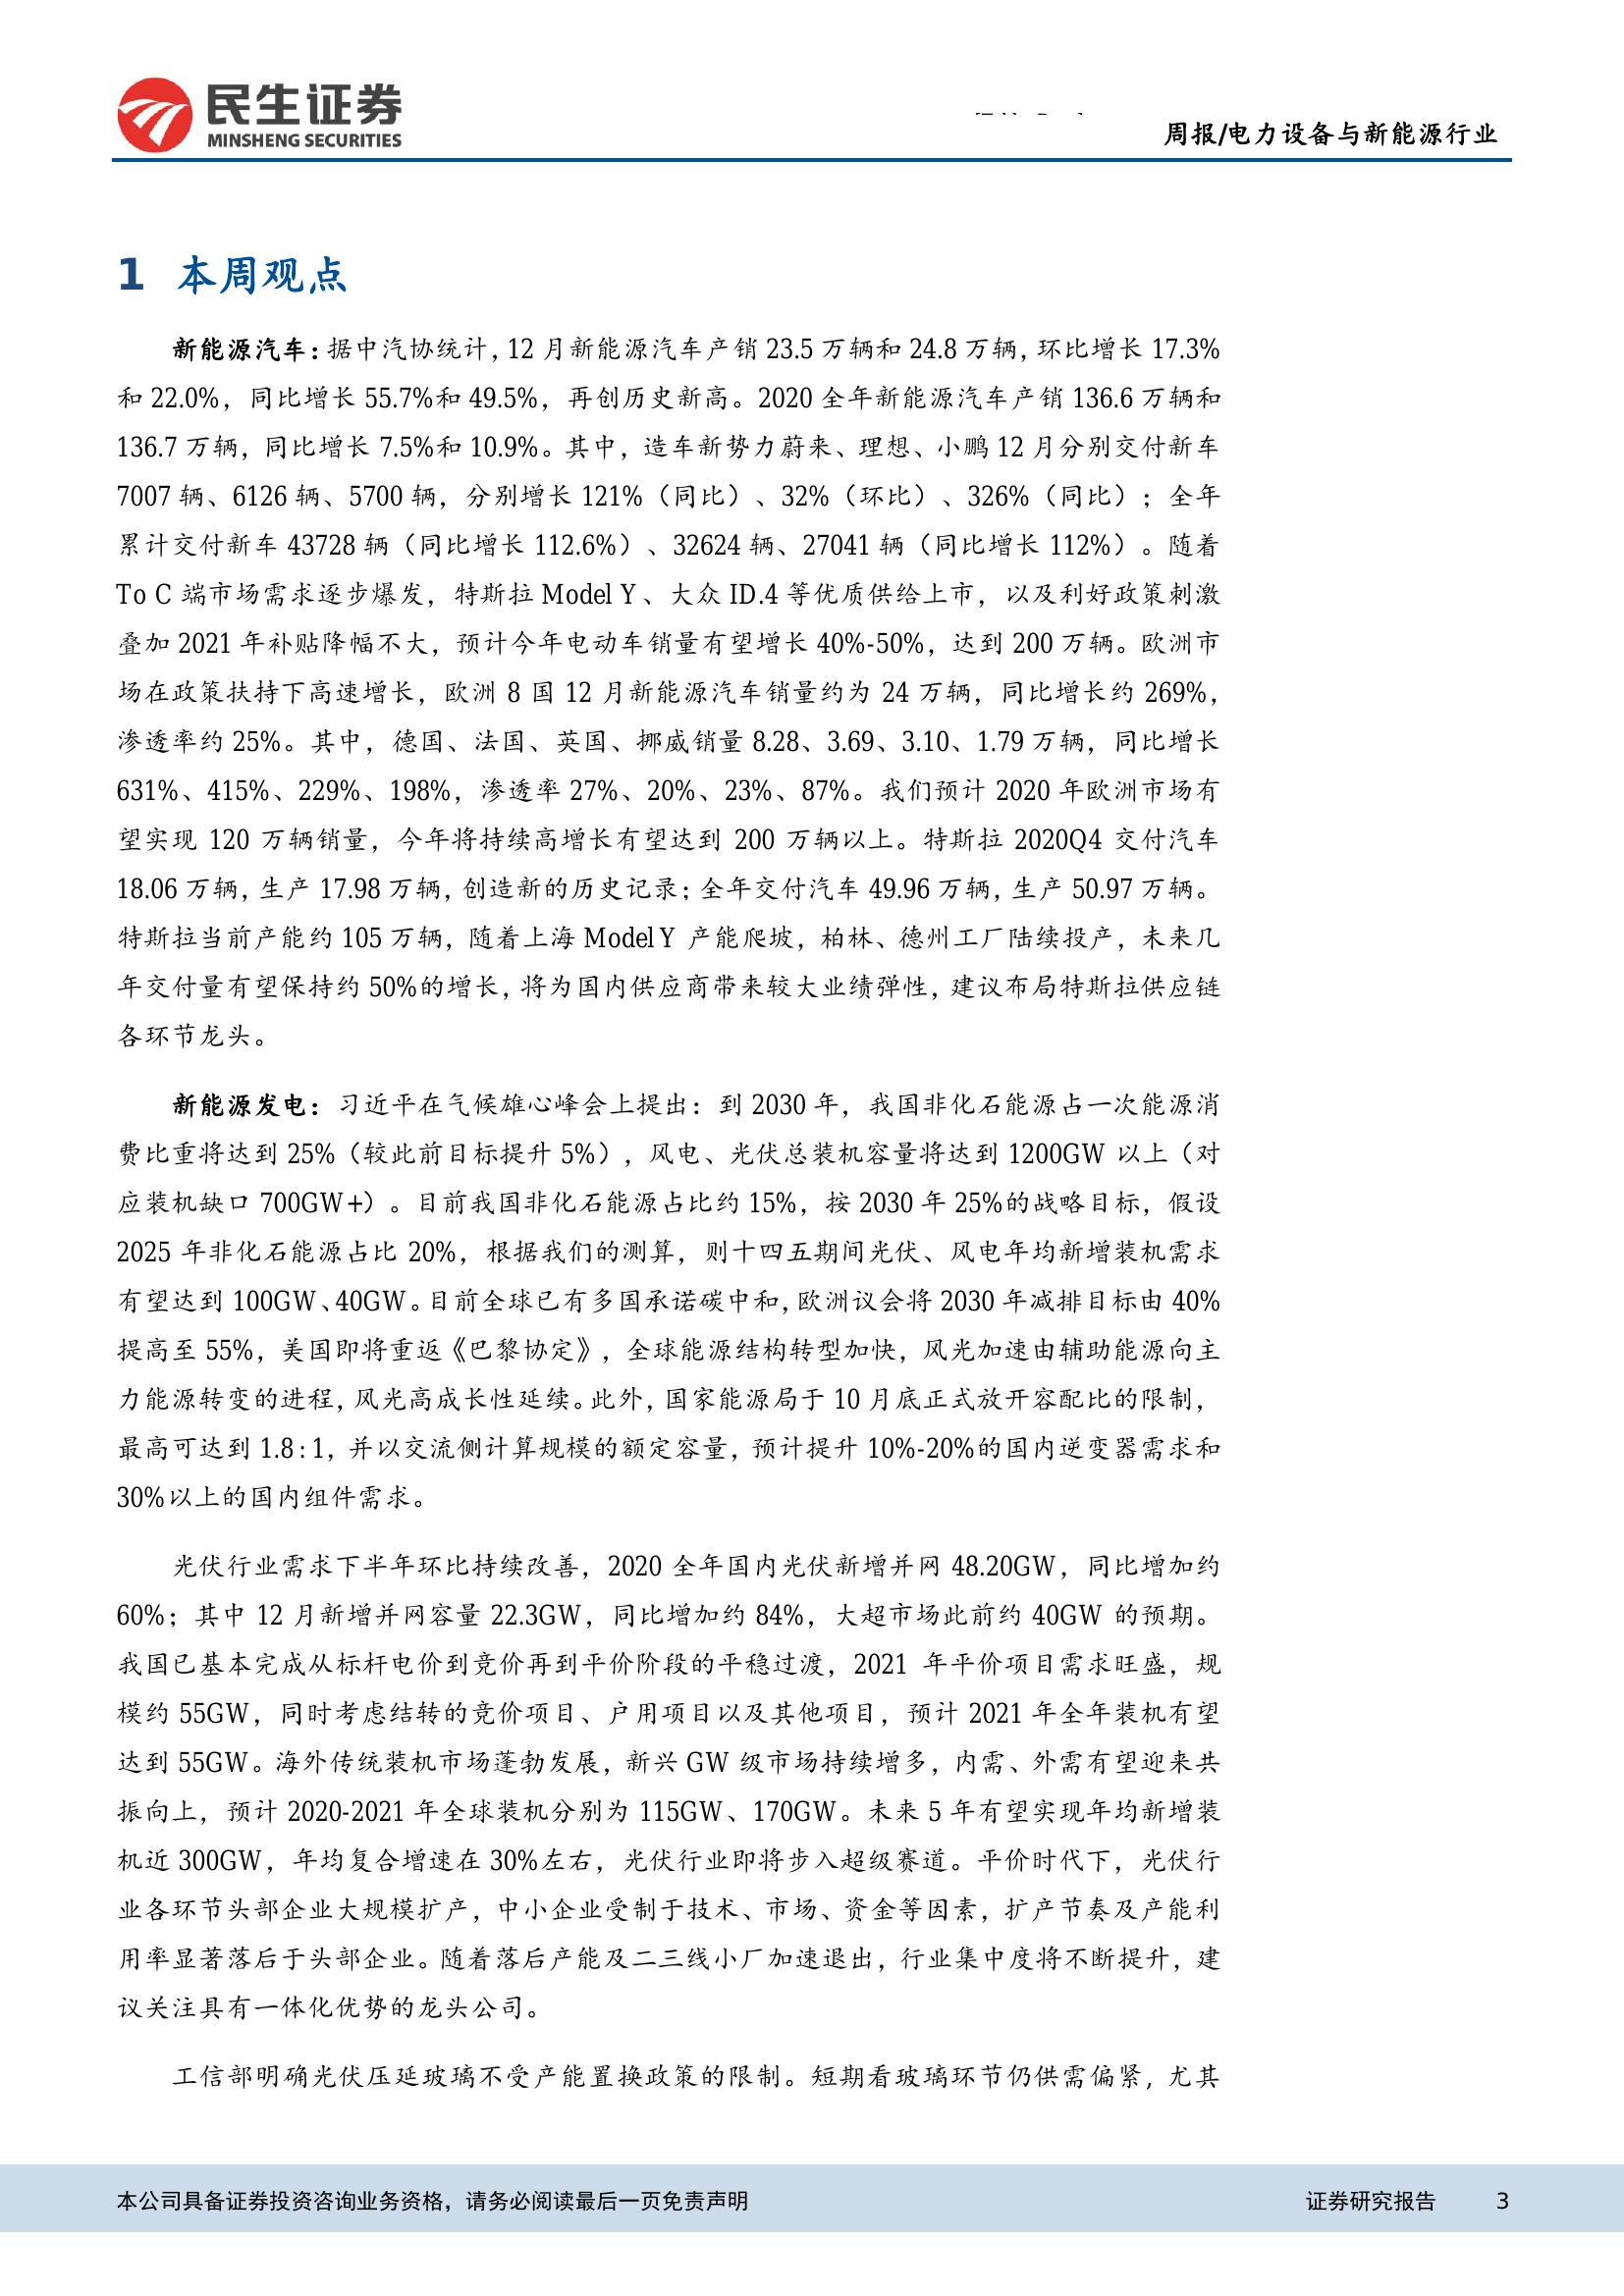 民生证券
MINSHENG SECURITIES
周报/电力设备与新能源行业
1 本周观点
新能源汽车：据中汽协统计，12 月新能源汽车产销 23.5 万辆和 24.8 万辆，环比增长 17.3%
和 22.0%，同比增长 55.7%和 49.5%，再创历史新高。2020 全年新能源汽车产销 136.6 万辆和
136.7 万辆，同比增长 7.5%和 10.9%。其中，造车新势力蔚来、理想、小鹏 12 月分别交付新车
7007 辆、6126 辆、5700 辆，分别增长 121%（同比）、32%（环比）、326%（同比）；全年
累计交付新车 43728 辆（同比增长 112.6%）、32624 辆、27041 辆（同比增长 112%）。随着
To C 端市场需求逐步爆发，特斯拉 Model Y、大众 ID.4 等优质供给上市，以及利好政策刺激
叠加 2021 年补贴降幅不大，预计今年电动车销量有望增长 40%-50%，达到 200 万辆。欧洲市
场在政策扶持下高速增长，欧洲 8 国 12 月新能源汽车销量约为 24 万辆，同比增长约 269%，
渗透率约 25%。其中，德国、法国、英国、挪威销量 8.28、3.69、3.10、1.79 万辆，同比增长
631%、415%、229%、198%，渗透率 27%、20%、23%、87%。我们预计 2020 年欧洲市场有
望实现 120 万辆销量，今年将持续高增长有望达到 200 万辆以上。特斯拉 2020Q4 交付汽车
18.06 万辆，生产 17.98 万辆，创造新的历史记录；全年交付汽车 49.96 万辆，生产 50.97 万辆。
特斯拉当前产能约 105 万辆，随着上海 Model Y 产能爬坡，柏林、德州工厂陆续投产，未来几
年交付量有望保持约 50%的增长，将为国内供应商带来较大业绩弹性，建议布局特斯拉供应链
各环节龙头。
新能源发电：习近平在气候雄心峰会上提出：到 2030 年，我国非化石能源占一次能源消
费比重将达到 25%（较此前目标提升 5%），风电、光伏总装机容量将达到 1200GW 以上（对
应装机缺口 700GW+）。目前我国非化石能源占比约 15%，按 2030 年 25%的战略目标，假设
2025 年非化石能源占比 20%，根据我们的测算，则十四五期间光伏、风电年均新增装机需求
有望达到 100GW、40GW。目前全球已有多国承诺碳中和，欧洲议会将 2030 年减排目标由 40%
提高至 55%，美国即将重返《巴黎协定》，全球能源结构转型加快，风光加速由辅助能源向主
力能源转变的进程，风光高成长性延续。此外，国家能源局于 10 月底正式放开容配比的限制，
最高可达到 1.8：1，并以交流侧计算规模的额定容量，预计提升 10%-20%的国内逆变器需求和
30%以上的国内组件需求。
光伏行业需求下半年环比持续改善，2020 全年国内光伏新增并网 48.20GW，同比增加约
60%；其中 12 月新增并网容量 22.3GW，同比增加约 84%，大超市场此前约 40GW 的预期。
我国已基本完成从标杆电价到竞价再到平价阶段的平稳过渡，2021 年平价项目需求旺盛，规
模约 55GW，同时考虑结转的竞价项目、户用项目以及其他项目，预计 2021 年全年装机有望
达到 55GW。海外传统装机市场蓬勃发展，新兴 GW 级市场持续增多，内需、外需有望迎来共
振向上，预计 2020-2021 年全球装机分别为 115GW、170GW。未来 5 年有望实现年均新增装
机近 300GW，年均复合增速在 30%左右，光伏行业即将步入超级赛道。平价时代下，光伏行
业各环节头部企业大规模扩产，中小企业受制于技术、市场、资金等因素，扩产节奏及产能利
用率显著落后于头部企业。随着落后产能及二三线小厂加速退出，行业集中度将不断提升，建
议关注具有一体化优势的龙头公司。
工信部明确光伏压延玻璃不受产能置换政策的限制。短期看玻璃环节仍供需偏紧，尤其
本公司具备证券投资咨询业务资格，请务必阅读最后一页免责声明
证券研究报告 3